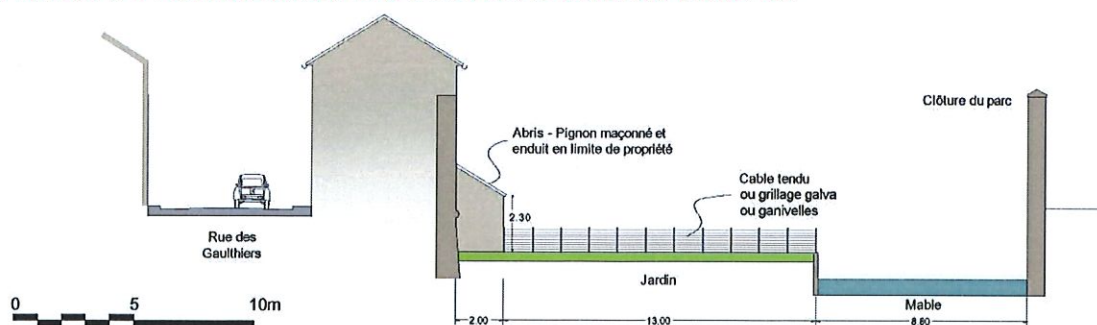 Clôture du parc
Abris - Pignon maçonné et
enduit en limite de propriété
Cable tendu
ou grillage galva
ou ganivelles
2.30
Rue des
Gaulthiers
Jardin
Mable
0 5 10m
2.00 13.00 8.80